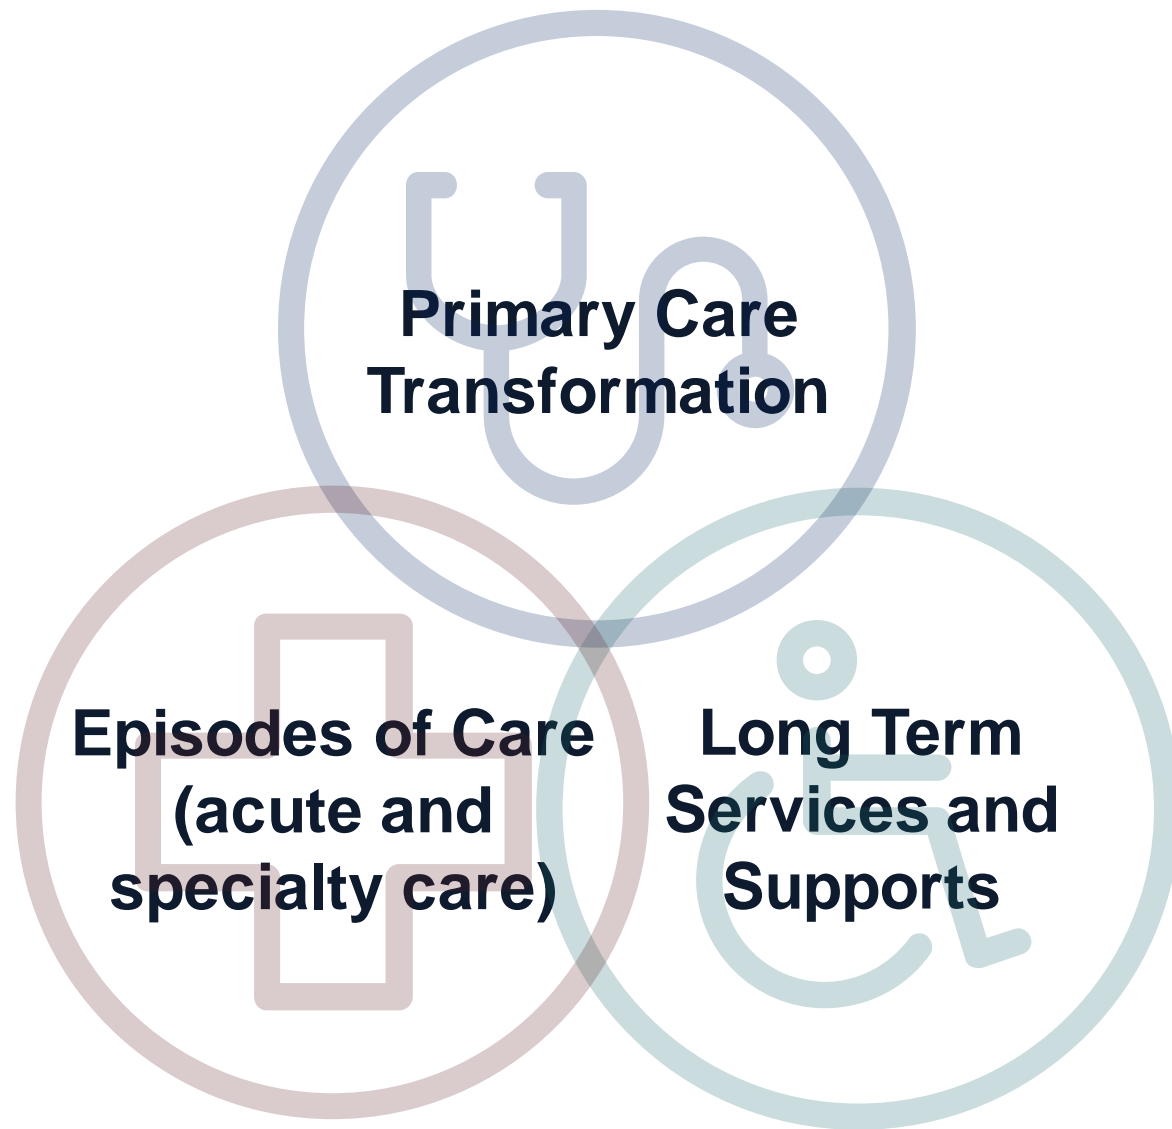 Primary Care
Transformation
Episodes of Care
(acute and
specialty care)
Long Term
Services and
Supports